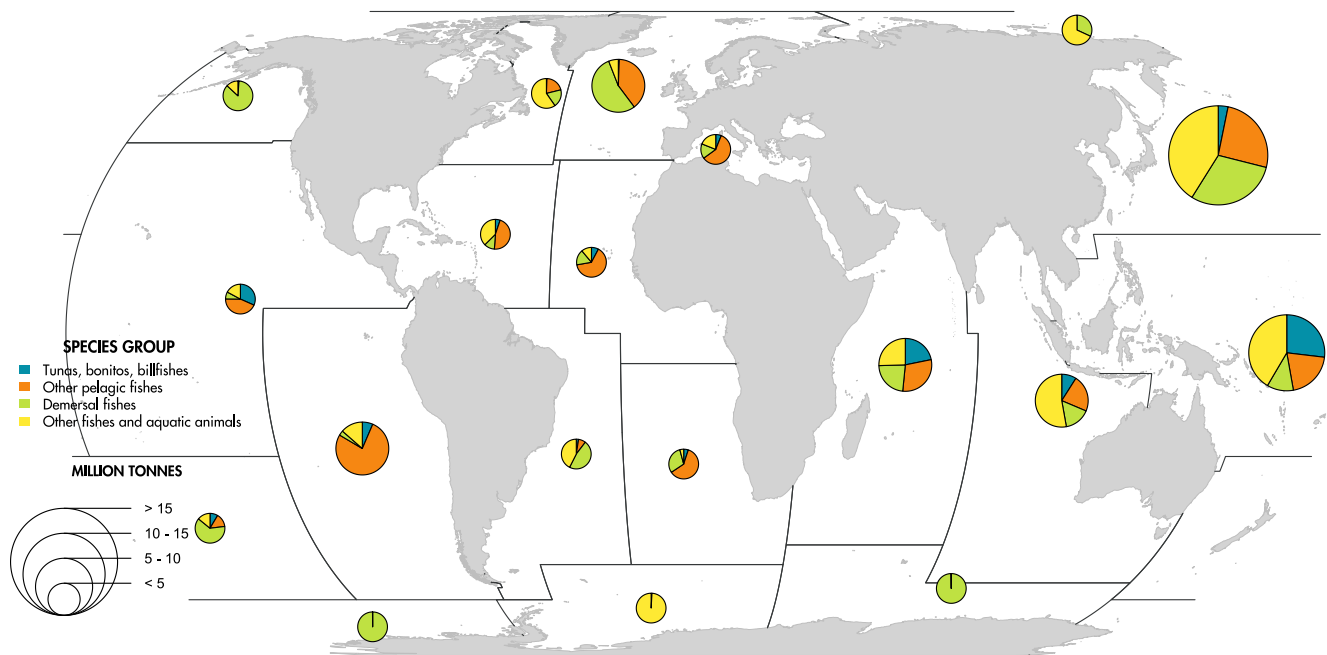 SPECIES GROUP
Tunas, bonitos, billfishes
Other pelagic fishes
Demersal fishes
Other fishes and aquatic animals
MILLION TONNES
> 15
10 - 15
5 - 10
< 5